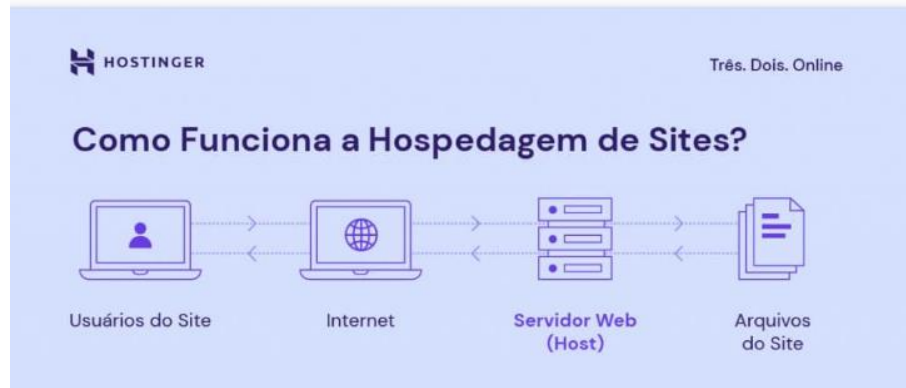 HOSTINGER
Três. Dois. Online
Como Funciona a Hospedagem de Sites?
Usuários do Site
Internet
Servidor Web
(Host)
Arquivos
do Site